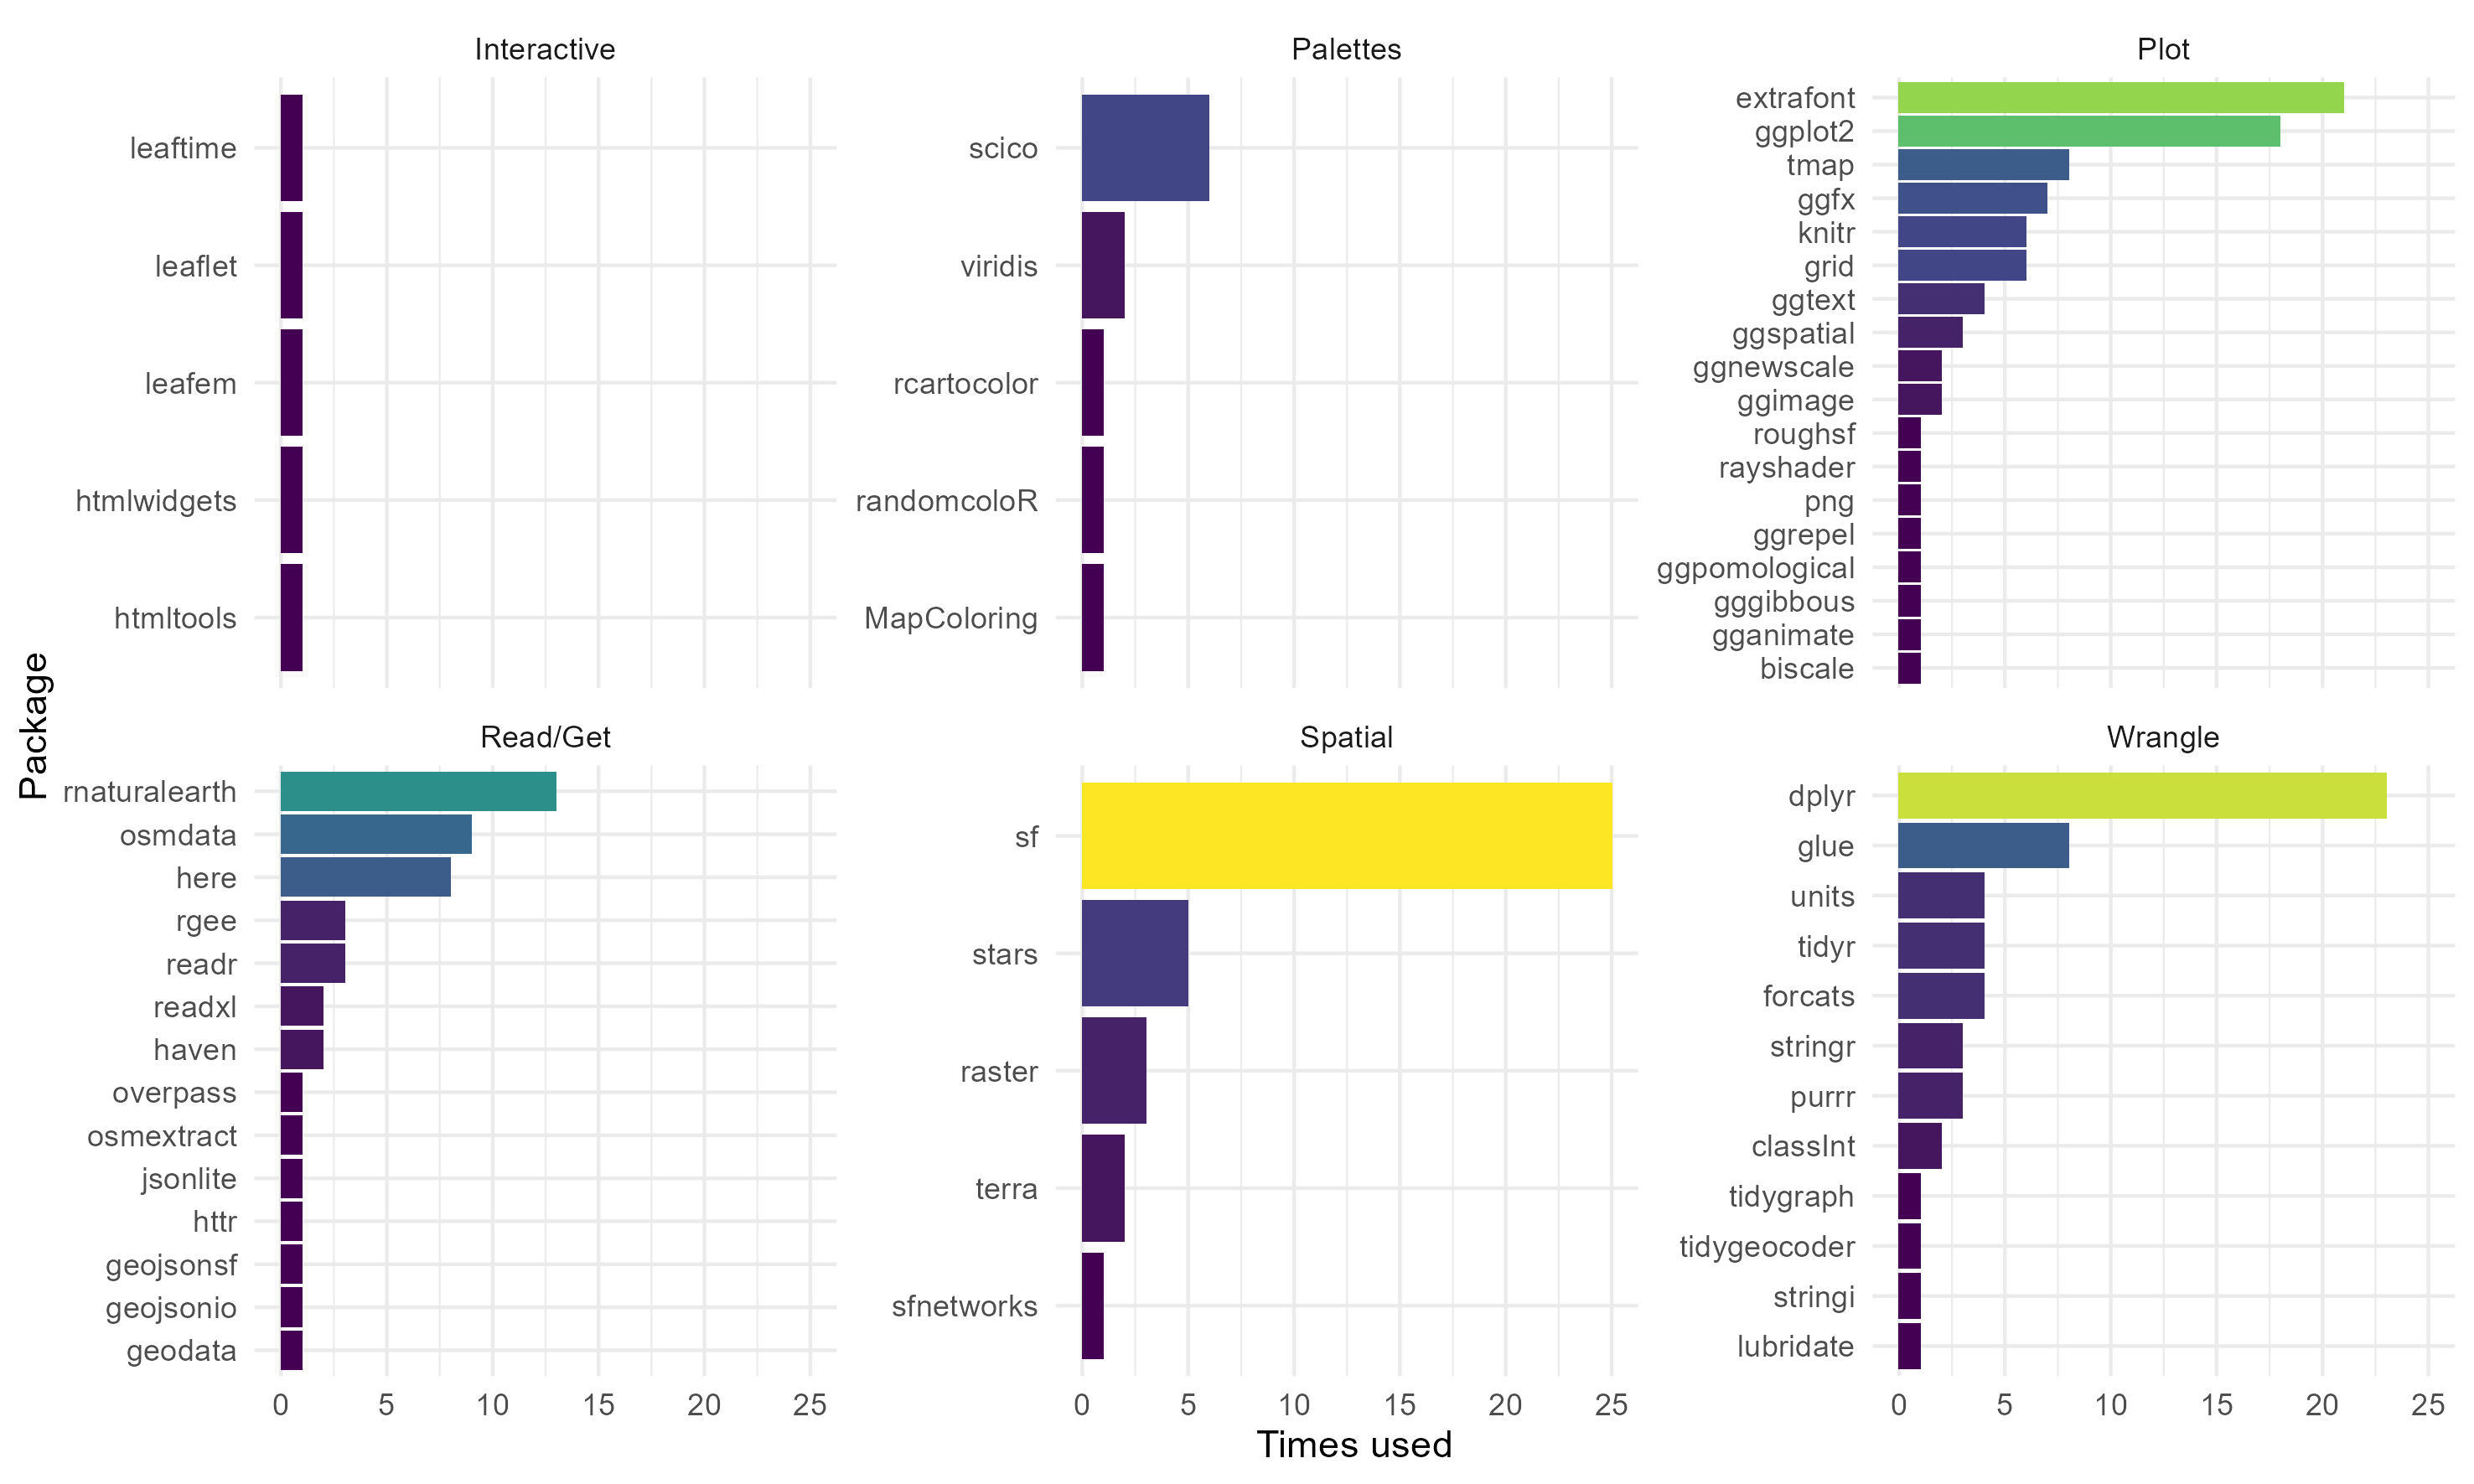 Interactive
leaftime
leaflet
leafem
htmlwidgets
htmltools
Palettes
scico
viridis
rcartocolor
randomcoloR
MapColoring
Plot
extrafont
ggplot2
tmap
ggfx
knitr
grid
ggtext
ggspatial
ggnewscale
ggimage
roughsf
rayshader
png
ggrepel
ggpomological
gggibbous
gganimate
biscale
Package
Read/Get
rnaturalearth
osmdata
here
rgee
readr
readxl
haven
overpass
osmextract
jsonlite
httr
geojsonsf
geojsonio
geodata
0 5 10 15 20 25
Spatial
sf
stars
raster
terra
sfnetworks
0 5 10 15 20 25
Wrangle
dplyr
glue
units
tidyr
forcats
stringr
purrr
classInt
tidygraph
tidygeocoder
stringi
lubridate
0 5 10 15 20 25
Times used